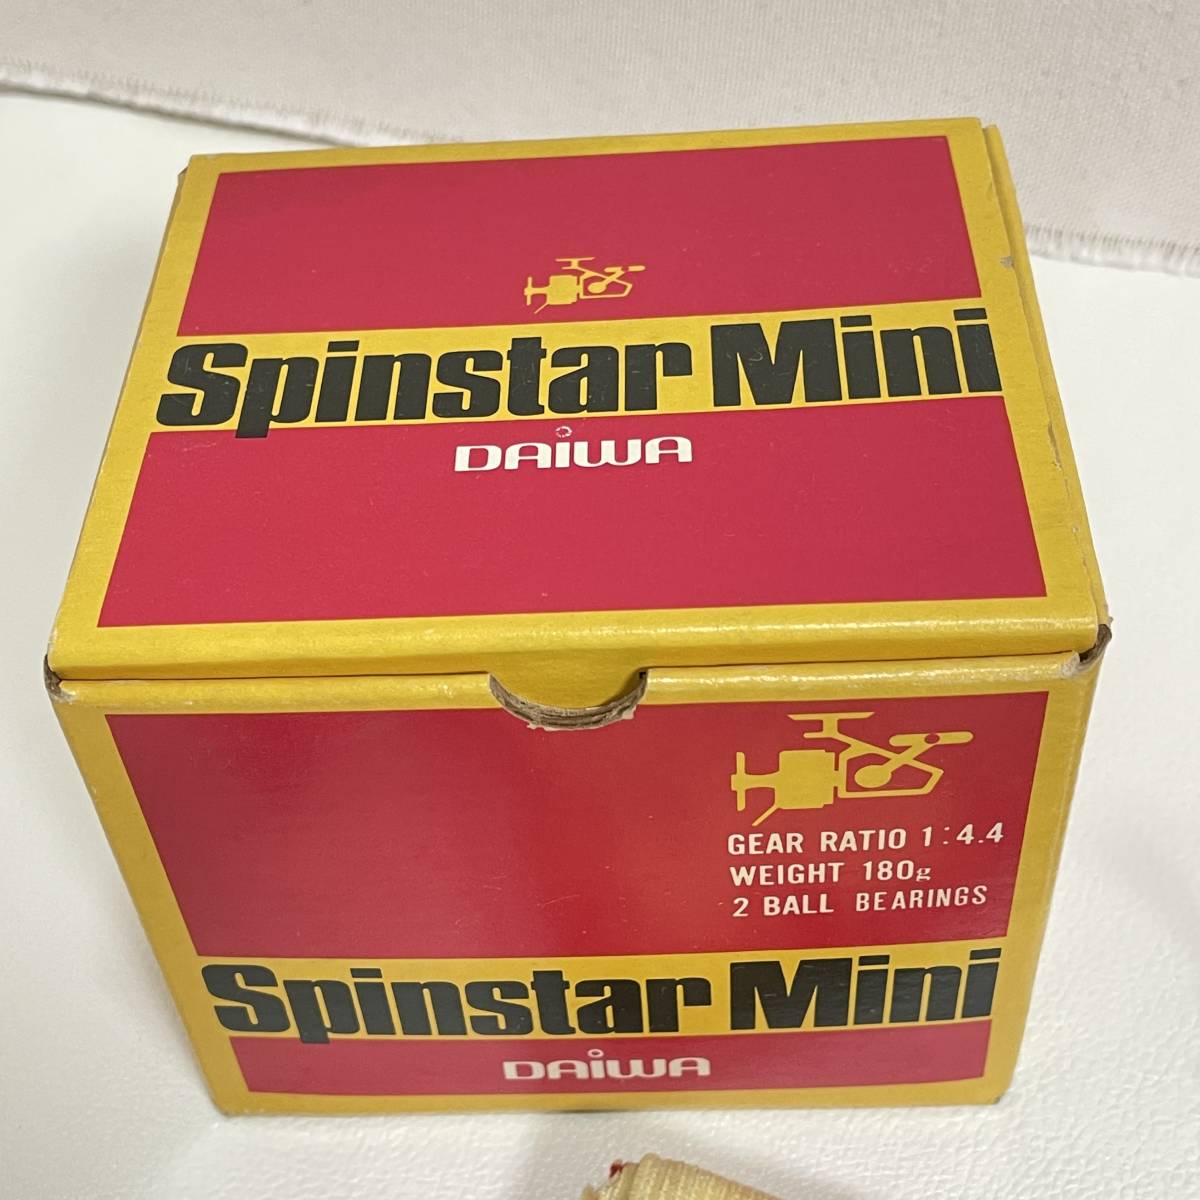 Spinstar Mini
DAIWA
GEAR RATIO 1:4.4
WEIGHT 180g
2 BALL BEARINGS
Spinstar Mini
DAIWA